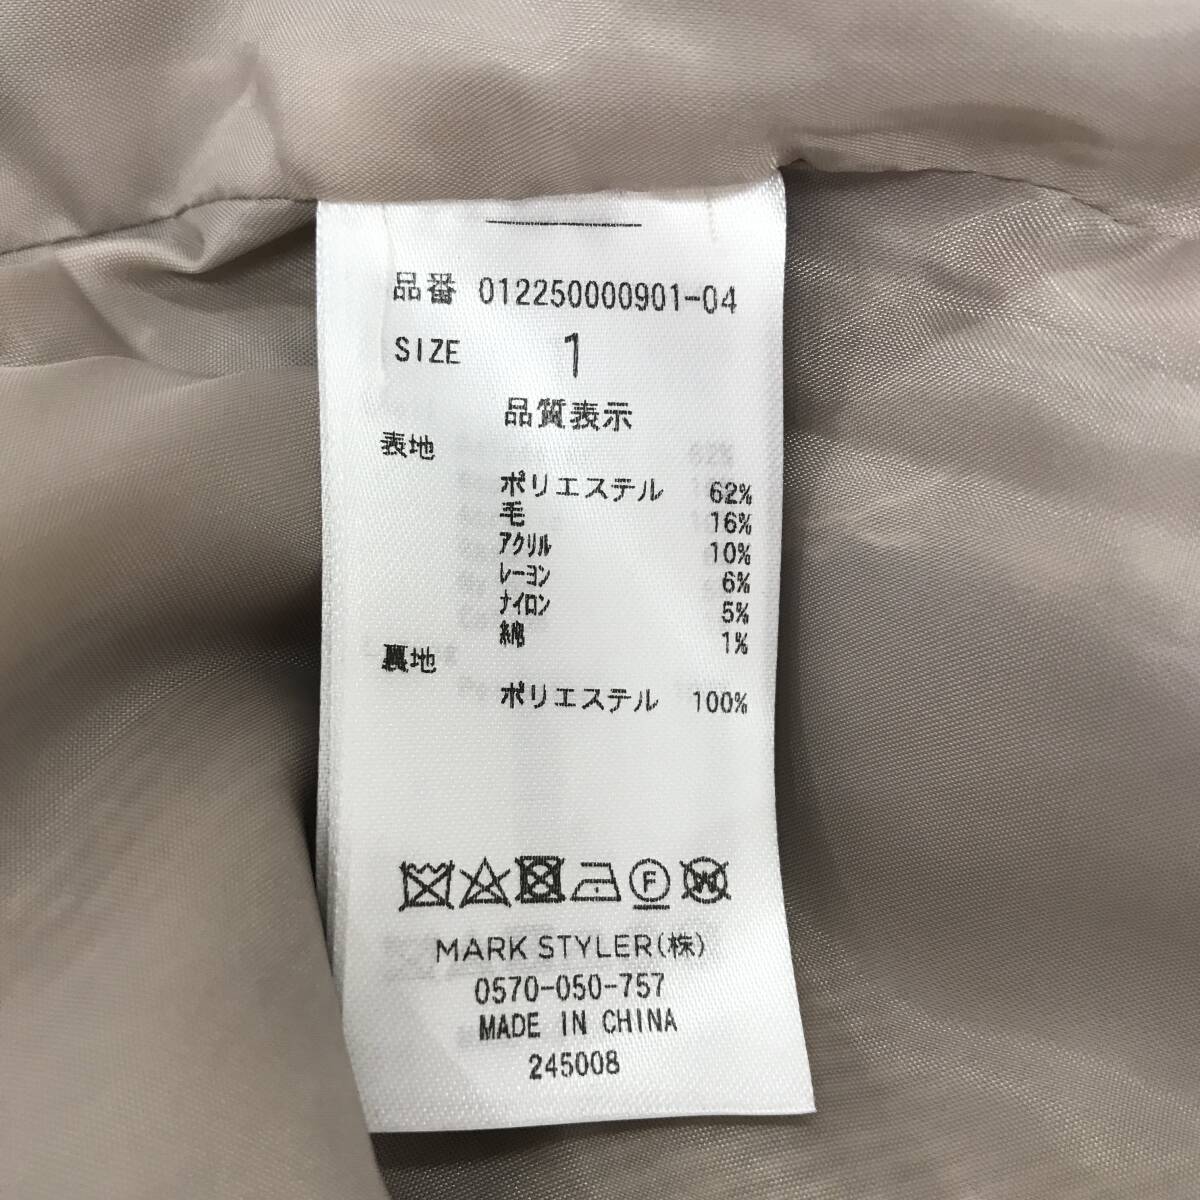 品番 012250000901-04
SIZE 1
品質表示
表地
ポリエステル 62%
毛 16%
アクリル 10%
レーヨン 6%
ナイロン 5%
綿 1%
裏地
ポリエステル 100%
F W
MARK STYLER(株)
0570-050-757
MADE IN CHINA
245008